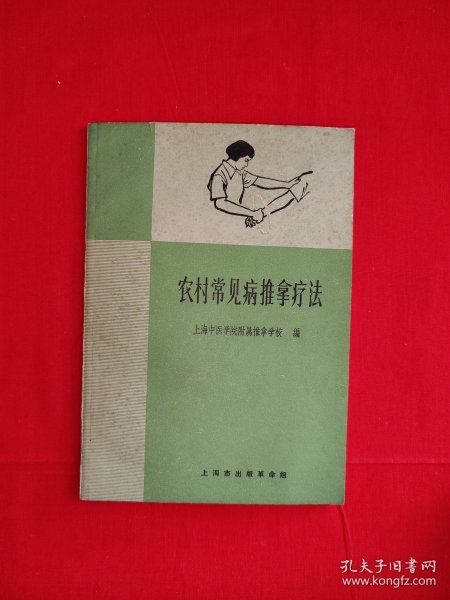 农村常见病推拿疗法
上海中医学院附属推拿学校 编
上海市出版革命组
孔夫子旧书网
www.kongfz.com